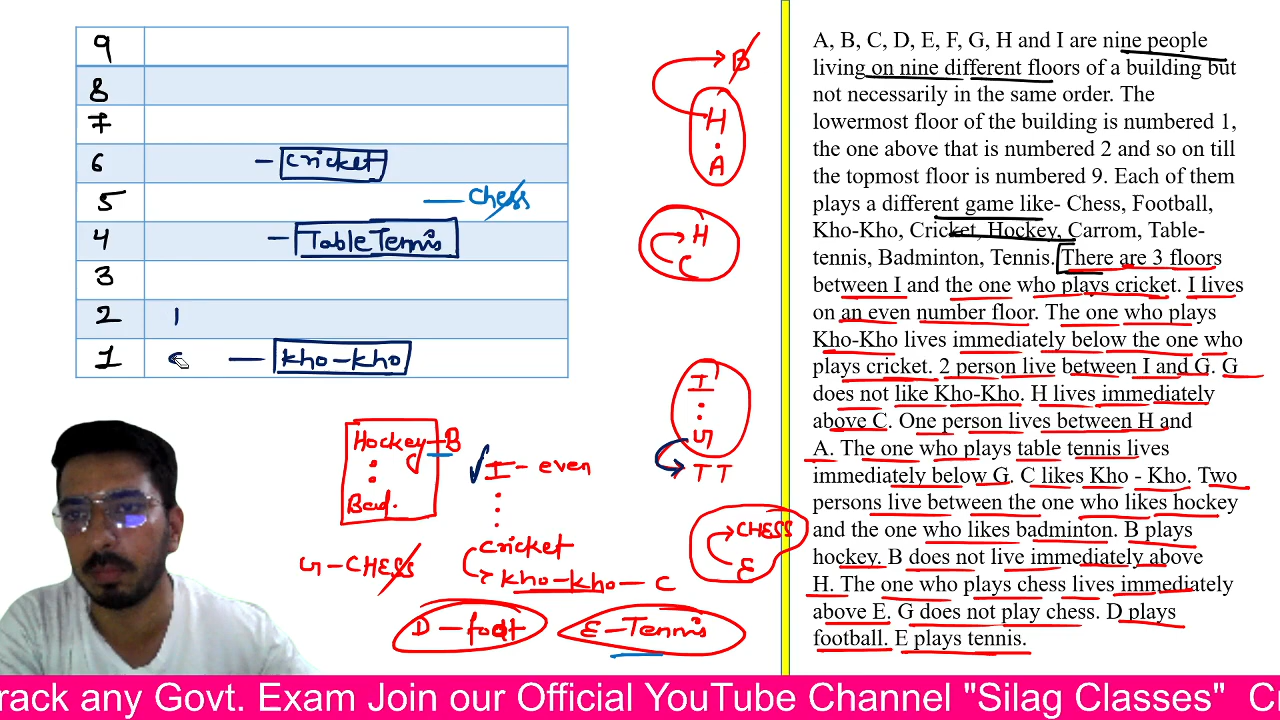 9
8
7
6 – Cricket
5 — Chess
4 – Table Tennis
3
2 I
1 — kho-kho
B
H
A
H
C
I
G
TT
CHESS
E
Hockey – B
Bad.
I – even
cricket
kho-kho – C
G – CHESS
D – foot
E – Tennis
A, B, C, D, E, F, G, H and I are nine people
living on nine different floors of a building but
not necessarily in the same order. The
lowermost floor of the building is numbered 1,
the one above that is numbered 2 and so on till
the topmost floor is numbered 9. Each of them
plays a different game like- Chess, Football,
Kho-Kho, Cricket, Hockey, Carrom, Table-
tennis, Badminton, Tennis. There are 3 floors
between I and the one who plays cricket. I lives
on an even number floor. The one who plays
Kho-Kho lives immediately below the one who
plays cricket. 2 person live between I and G. G
does not like Kho-Kho. H lives immediately
above C. One person lives between H and
A. The one who plays table tennis lives
immediately below G. C likes Kho - Kho. Two
persons live between the one who likes hockey
and the one who likes badminton. B plays
hockey. B does not live immediately above
H. The one who plays chess lives immediately
above E. G does not play chess. D plays
football. E plays tennis.
rack any Govt. Exam Join our Official YouTube Channel "Silag Classes"